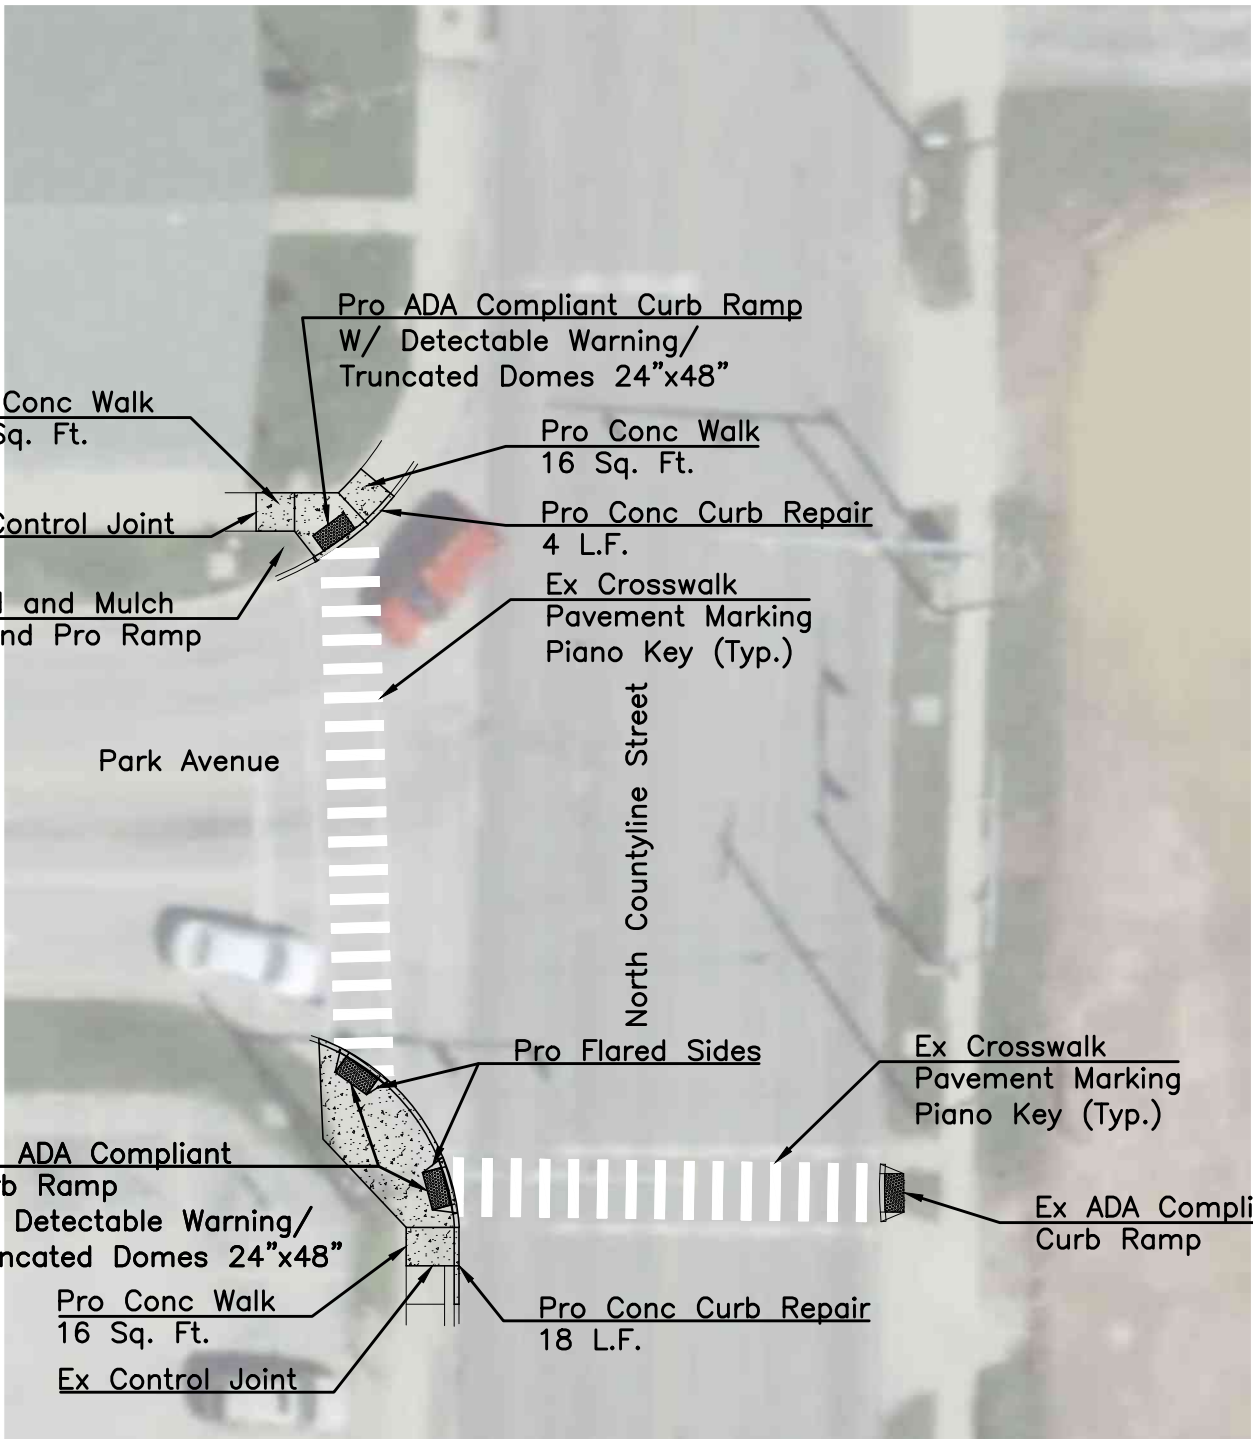 Pro ADA Compliant Curb Ramp
W/ Detectable Warning/
Truncated Domes 24"x48"
Conc Walk
Sq. Ft.
Pro Conc Walk
16 Sq. Ft.
Control Joint
Pro Conc Curb Repair
4 L.F.
Ex Crosswalk
Pavement Marking
Piano Key (Typ.)
and Mulch
Pro Ramp
Park Avenue
North Countyline Street
Pro Flared Sides
Ex Crosswalk
Pavement Marking
Piano Key (Typ.)
ADA Compliant
Ramp
Detectable Warning/
Domes 24"x48"
Ex ADA
Curb Ramp
Pro Conc Walk
16 Sq. Ft.
Pro Conc Curb Repair
18 L.F.
Ex Control Joint